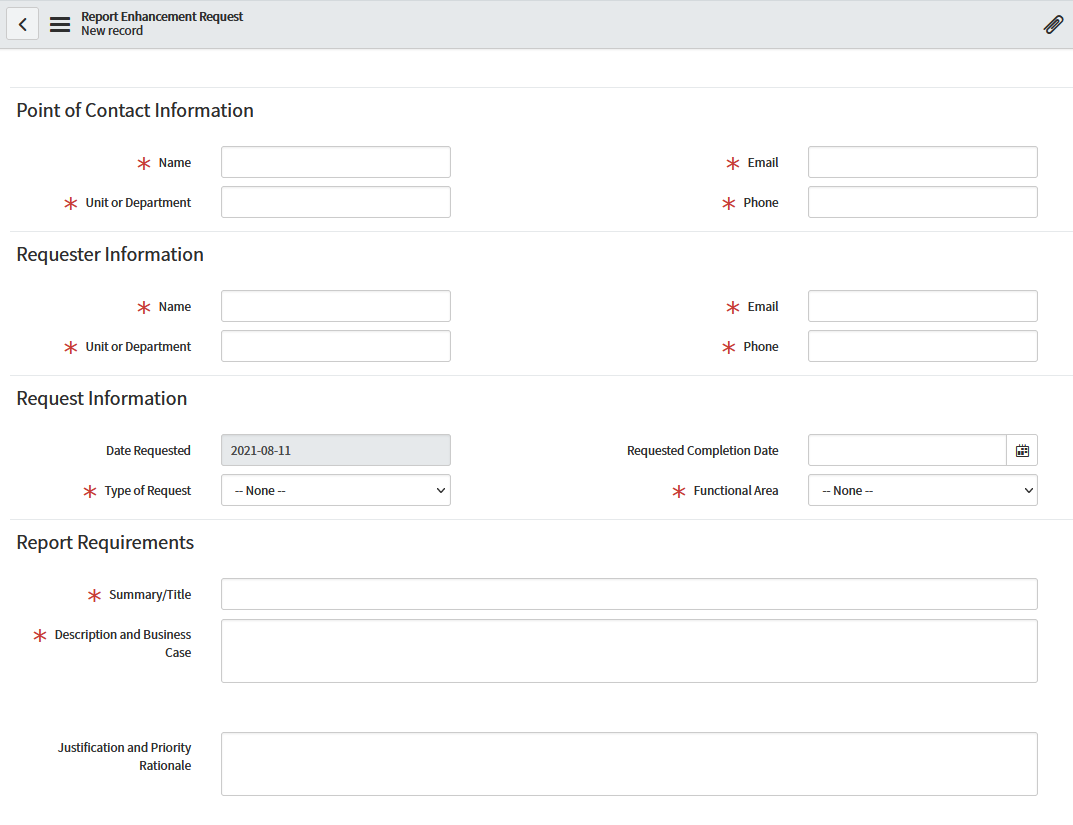 Report Enhancement Request
New record
Point of Contact Information
* Name
* Email
* Unit or Department
* Phone
Requester Information
* Name
* Email
* Unit or Department
* Phone
Request Information
Date Requested
2021-08-11
Requested Completion Date
* Type of Request
-- None --
* Functional Area
-- None --
Report Requirements
* Summary/Title
* Description and Business
Case
Justification and Priority
Rationale